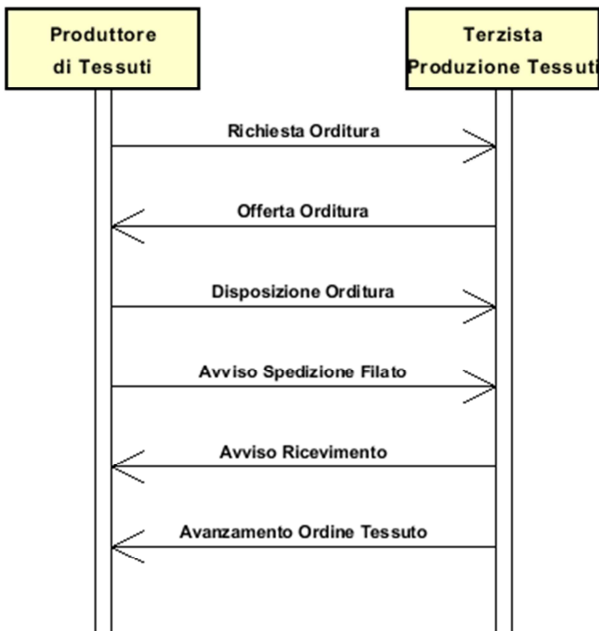 Produttore
di Tessuti
Terzista
Produzione Tessuti
Richiesta Orditura
Offerta Orditura
Disposizione Orditura
Avviso Spedizione Filato
Avviso Ricevimento
Avanzamento Ordine Tessuto